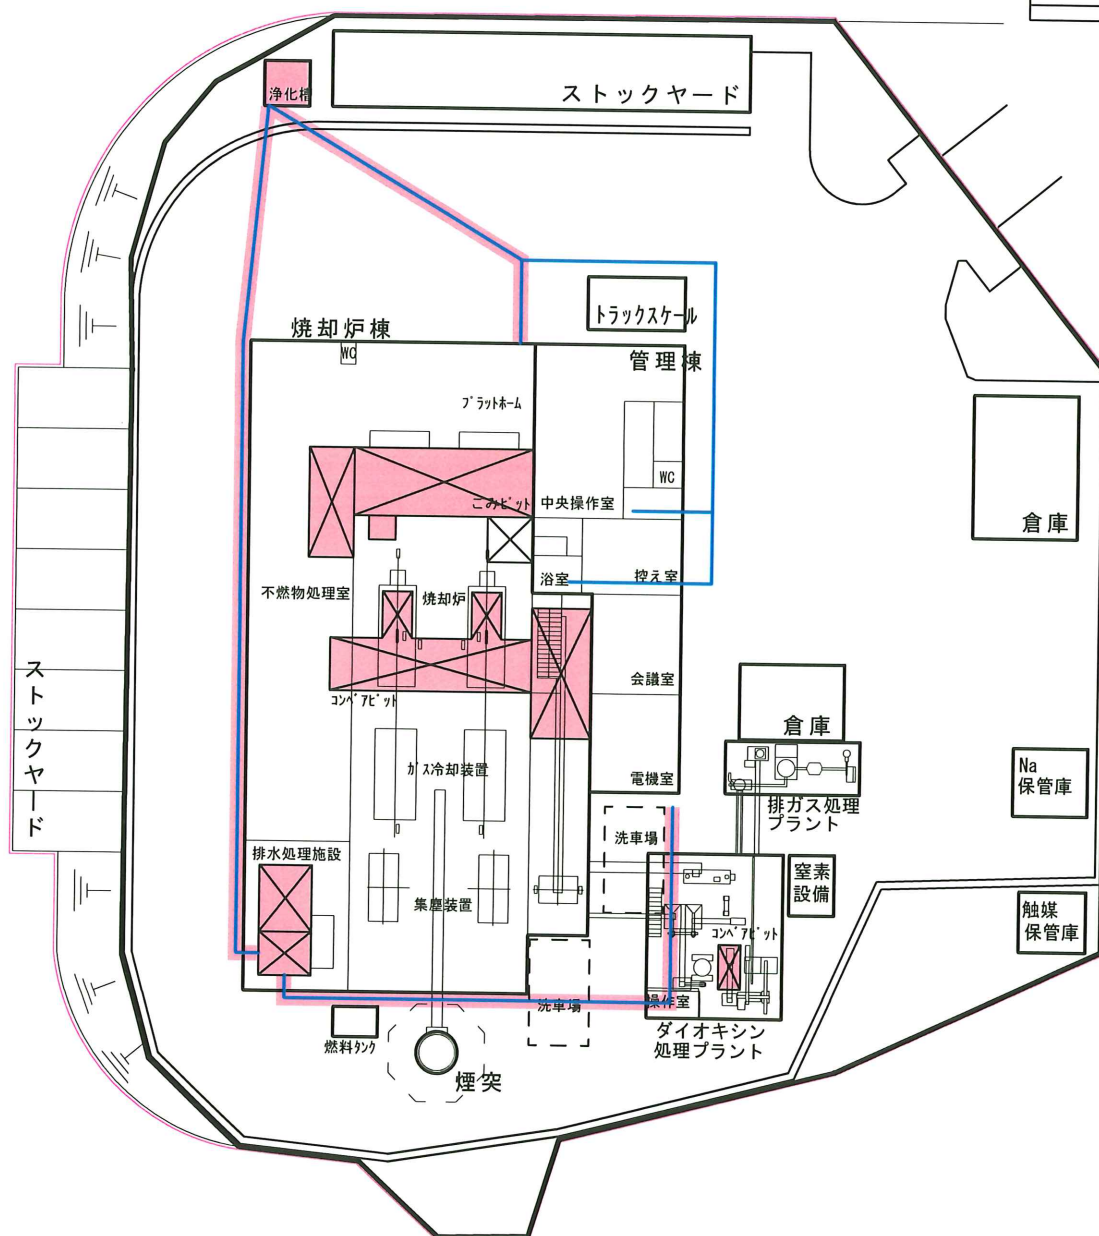 浄化槽
ストックヤード
トラックスケール
焼却炉棟
WC
管理棟
プラットホーム
WC
ごみピット
中央操作室
倉庫
不燃物処理室
焼却炉
浴室
控え室
ストックヤード
コンベアピット
会議室
倉庫
ガス冷却装置
電機室
Na
保管庫
排ガス処理
プラント
洗車場
排水処理施設
窒素
設備
集塵装置
コンベアピット
触媒
保管庫
洗車場
操作室
燃料タンク
ダイオキシン
処理プラント
煙突